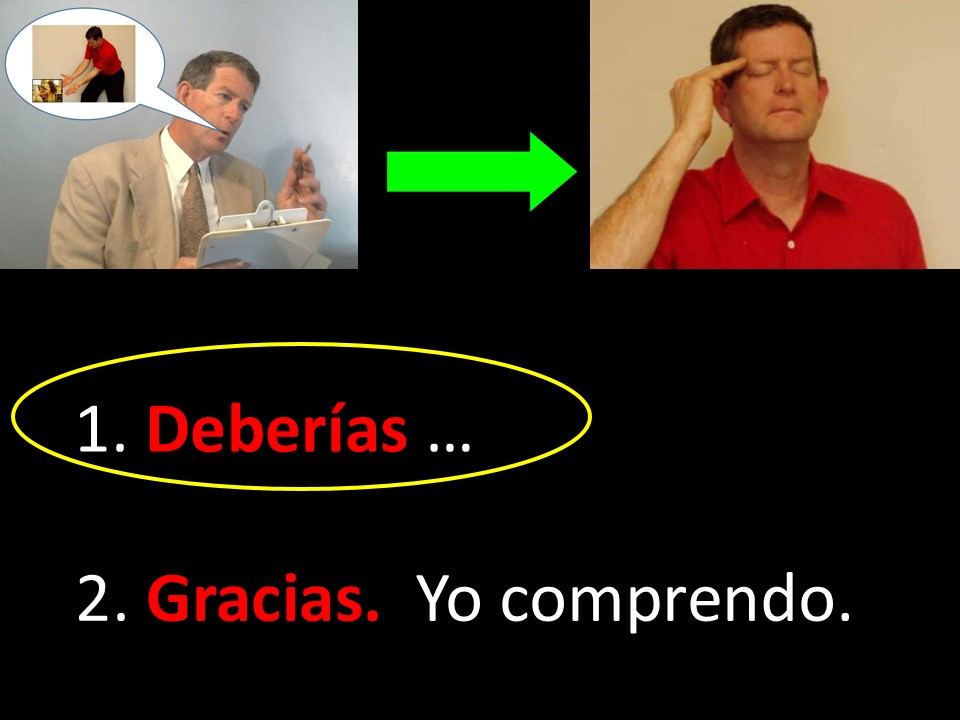 1. Deberías ...
2. Gracias. Yo comprendo.